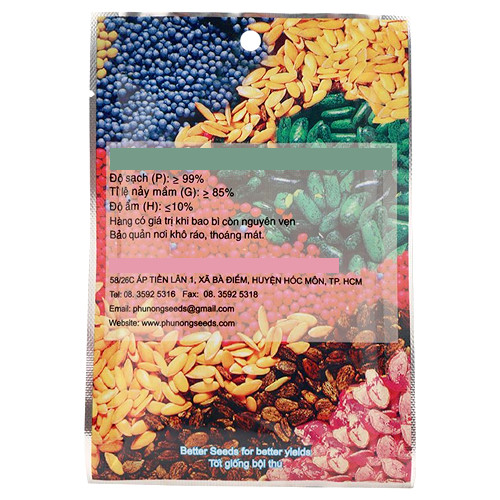 Độ sạch (P): ≥ 99%
Tỉ lệ nảy mầm (G): ≥ 85%
Độ ẩm (H): ≤10%
Hàng có giá trị khi bao bì còn nguyên vẹn
Bảo quản nơi khô ráo, thoáng mát.
58/26C ẤP TIỀN LÂN 1, XÃ BÀ ĐIỂM, HUYỆN HÓC MÔN, TP. HCM
Tel: 08. 3592 5316 Fax: 08. 3592 5318
Email: phunongseeds@gmail.com
Website: www.phunongseeds.com
Better Seeds for better yields
Tốt giống bội thu